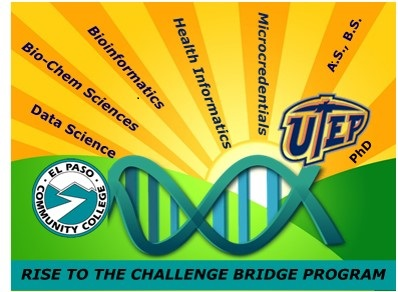 Data Science
Bio-Chem Sciences
Bioinformatics
Health Informatics
Microcredentials
A.S., B.S.
PhD
UTEP
EL PASO
COMMUNITY COLLEGE
RISE TO THE CHALLENGE BRIDGE PROGRAM